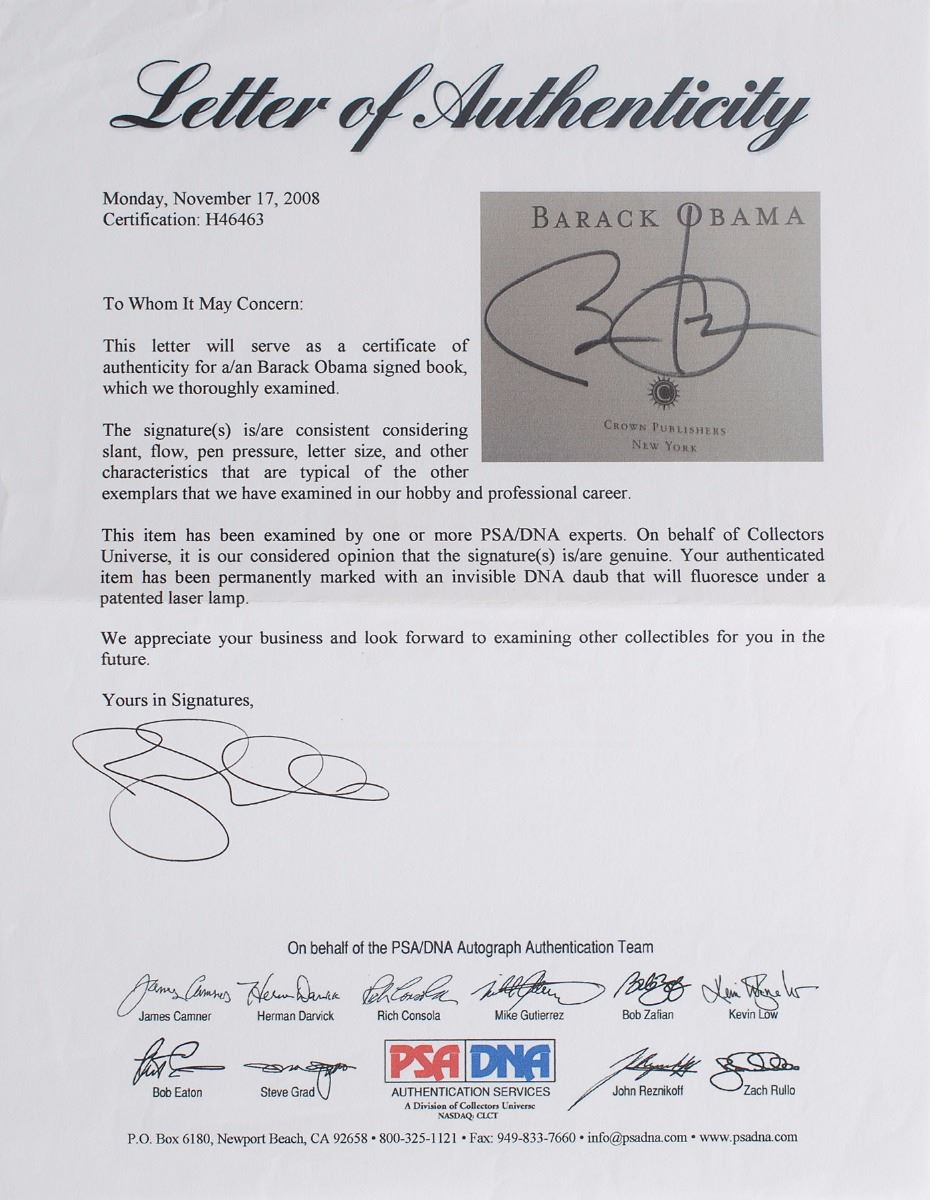 Letter of Authenticity
Monday, November 17, 2008
Certification: H46463
BARACK OBAMA
CROWN PUBLISHERS
NEW YORK
To Whom It May Concern:
This letter will serve as a certificate of
authenticity for a/an Barack Obama signed book,
which we thoroughly examined.
The signature(s) is/are consistent considering
slant, flow, pen pressure, letter size, and other
characteristics that are typical of the other
exemplars that we have examined in our hobby and professional career.
This item has been examined by one or more PSA/DNA experts. On behalf of Collectors
Universe, it is our considered opinion that the signature(s) is/are genuine. Your authenticated
item has been permanently marked with an invisible DNA daub that will fluoresce under a
patented laser lamp.
We appreciate your business and look forward to examining other collectibles for you in the
future.
Yours in Signatures,
On behalf of the PSA/DNA Autograph Authentication Team
James Camner Herman Darvick Rich Consola Mike Gutierrez Bob Zafian Kevin Low
Bob Eaton Steve Grad John Reznikoff Zach Rullo
PSA DNA
AUTHENTICATION SERVICES
A Division of Collectors Universe
NASDAQ: CLCT
P.O. Box 6180, Newport Beach, CA 92658 • 800-325-1121 • Fax: 949-833-7660 • info@psadna.com • www.psadna.com